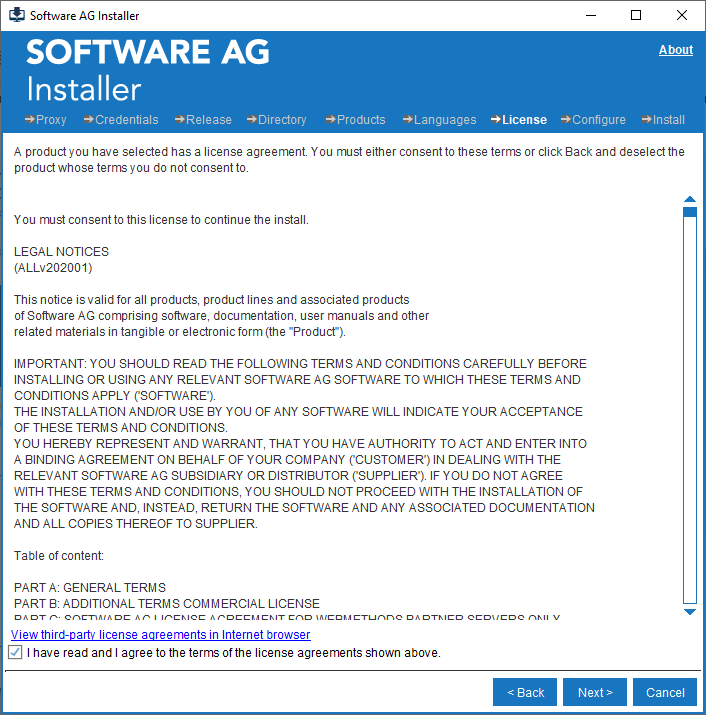 Software AG Installer
SOFTWARE AG
Installer
About
Proxy Credentials Release Directory Products Languages License Configure Install
A product you have selected has a license agreement. You must either consent to these terms or click Back and deselect the
product whose terms you do not consent to.
You must consent to this license to continue the install.
LEGAL NOTICES
(ALLv202001)
This notice is valid for all products, product lines and associated products
of Software AG comprising software, documentation, user manuals and other
related materials in tangible or electronic form (the "Product").
IMPORTANT: YOU SHOULD READ THE FOLLOWING TERMS AND CONDITIONS CAREFULLY BEFORE
INSTALLING OR USING ANY RELEVANT SOFTWARE AG SOFTWARE TO WHICH THESE TERMS AND
CONDITIONS APPLY ('SOFTWARE').
THE INSTALLATION AND/OR USE BY YOU OF ANY SOFTWARE WILL INDICATE YOUR ACCEPTANCE
OF THESE TERMS AND CONDITIONS.
YOU HEREBY REPRESENT AND WARRANT, THAT YOU HAVE AUTHORITY TO ACT AND ENTER INTO
A BINDING AGREEMENT ON BEHALF OF YOUR COMPANY ('CUSTOMER') IN DEALING WITH THE
RELEVANT SOFTWARE AG SUBSIDIARY OR DISTRIBUTOR ('SUPPLIER'). IF YOU DO NOT AGREE
WITH THESE TERMS AND CONDITIONS, YOU SHOULD NOT PROCEED WITH THE INSTALLATION OF
THE SOFTWARE AND, INSTEAD, RETURN THE SOFTWARE AND ANY ASSOCIATED DOCUMENTATION
AND ALL COPIES THEREOF TO SUPPLIER.
Table of content:
PART A: GENERAL TERMS
PART B: ADDITIONAL TERMS COMMERCIAL LICENSE
PART C: SOFTWARE AG LICENSE AGREEMENT FOR WEBMETHODS PARTNER SERVERS ONLY
View third-party license agreements in Internet browser
I have read and I agree to the terms of the license agreements shown above.
< Back
Next >
Cancel